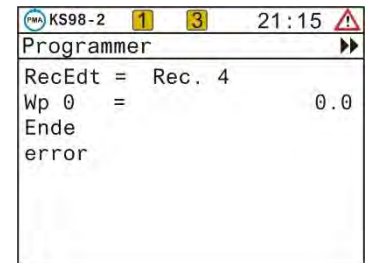 PMA KS98-2 1 3 21:15
Programmer
RecEdt = Rec. 4
Wp 0 = 0.0
Ende
error